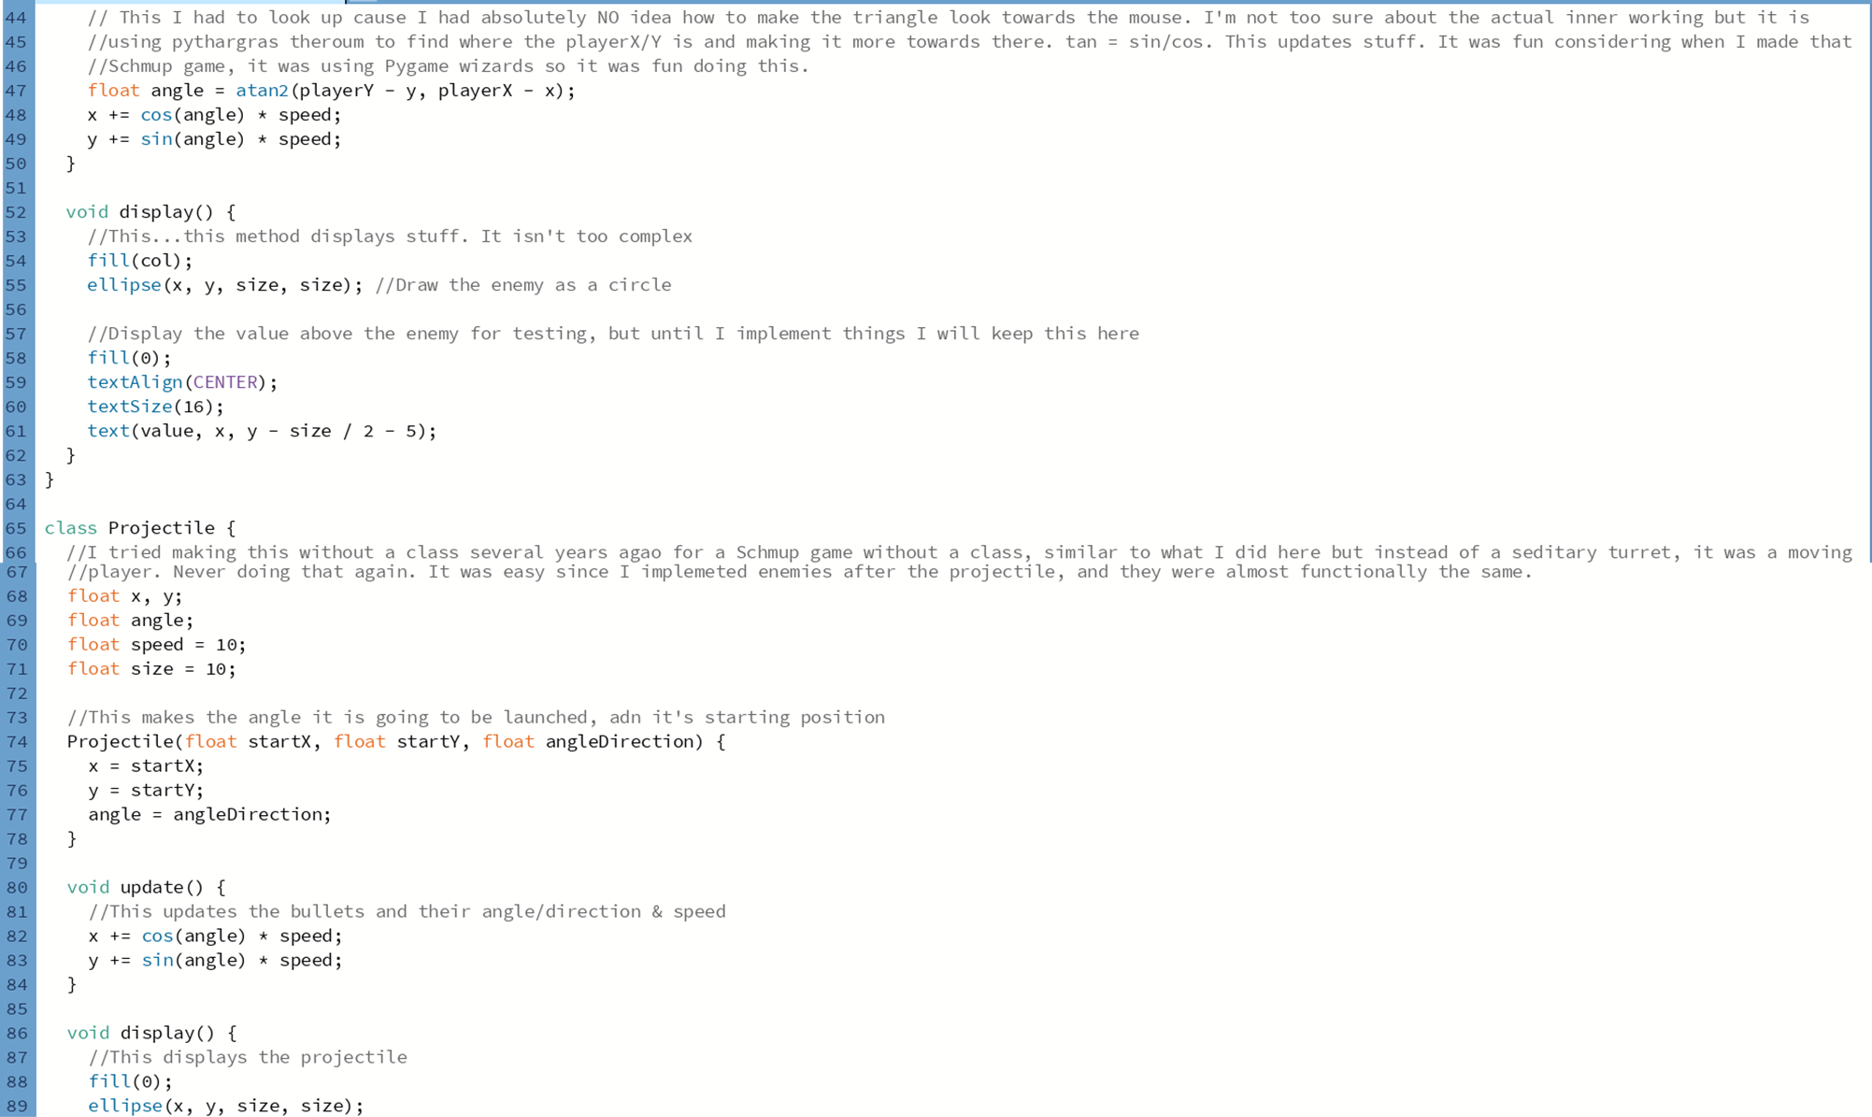 44 // This I had to look up cause I had absolutely NO idea how to make the triangle look towards the mouse. I'm not too sure about the actual inner working but it is
45 //using pythargras theroum to find where the playerX/Y is and making it more towards there. tan = sin/cos. This updates stuff. It was fun considering when I made that
46 //Schmup game, it was using Pygame wizards so it was fun doing this.
47 float angle = atan2(playerY - y, playerX - x);
48 x += cos(angle) * speed;
49 y += sin(angle) * speed;
50 }
51
52 void display() {
53 //This...this method displays stuff. It isn't too complex
54 fill(col);
55 ellipse(x, y, size, size); //Draw the enemy as a circle
56
57 //Display the value above the enemy for testing, but until I implement things I will keep this here
58 fill(0);
59 textAlign(CENTER);
60 textSize(16);
61 text(value, x, y - size / 2 - 5);
62 }
63 }
64
65 class Projectile {
66 //I tried making this without a class several years agao for a Schmup game without a class, similar to what I did here but instead of a seditary turret, it was a moving
67 //player. Never doing that again. It was easy since I implemeted enemies after the projectile, and they were almost functionally the same.
68 float x, y;
69 float angle;
70 float speed = 10;
71 float size = 10;
72
73 //This makes the angle it is going to be launched, adn it's starting position
74 Projectile(float startX, float startY, float angleDirection) {
75 x = startX;
76 y = startY;
77 angle = angleDirection;
78 }
79
80 void update() {
81 //This updates the bullets and their angle/direction & speed
82 x += cos(angle) * speed;
83 y += sin(angle) * speed;
84 }
85
86 void display() {
87 //This displays the projectile
88 fill(0);
89 ellipse(x, y, size, size);